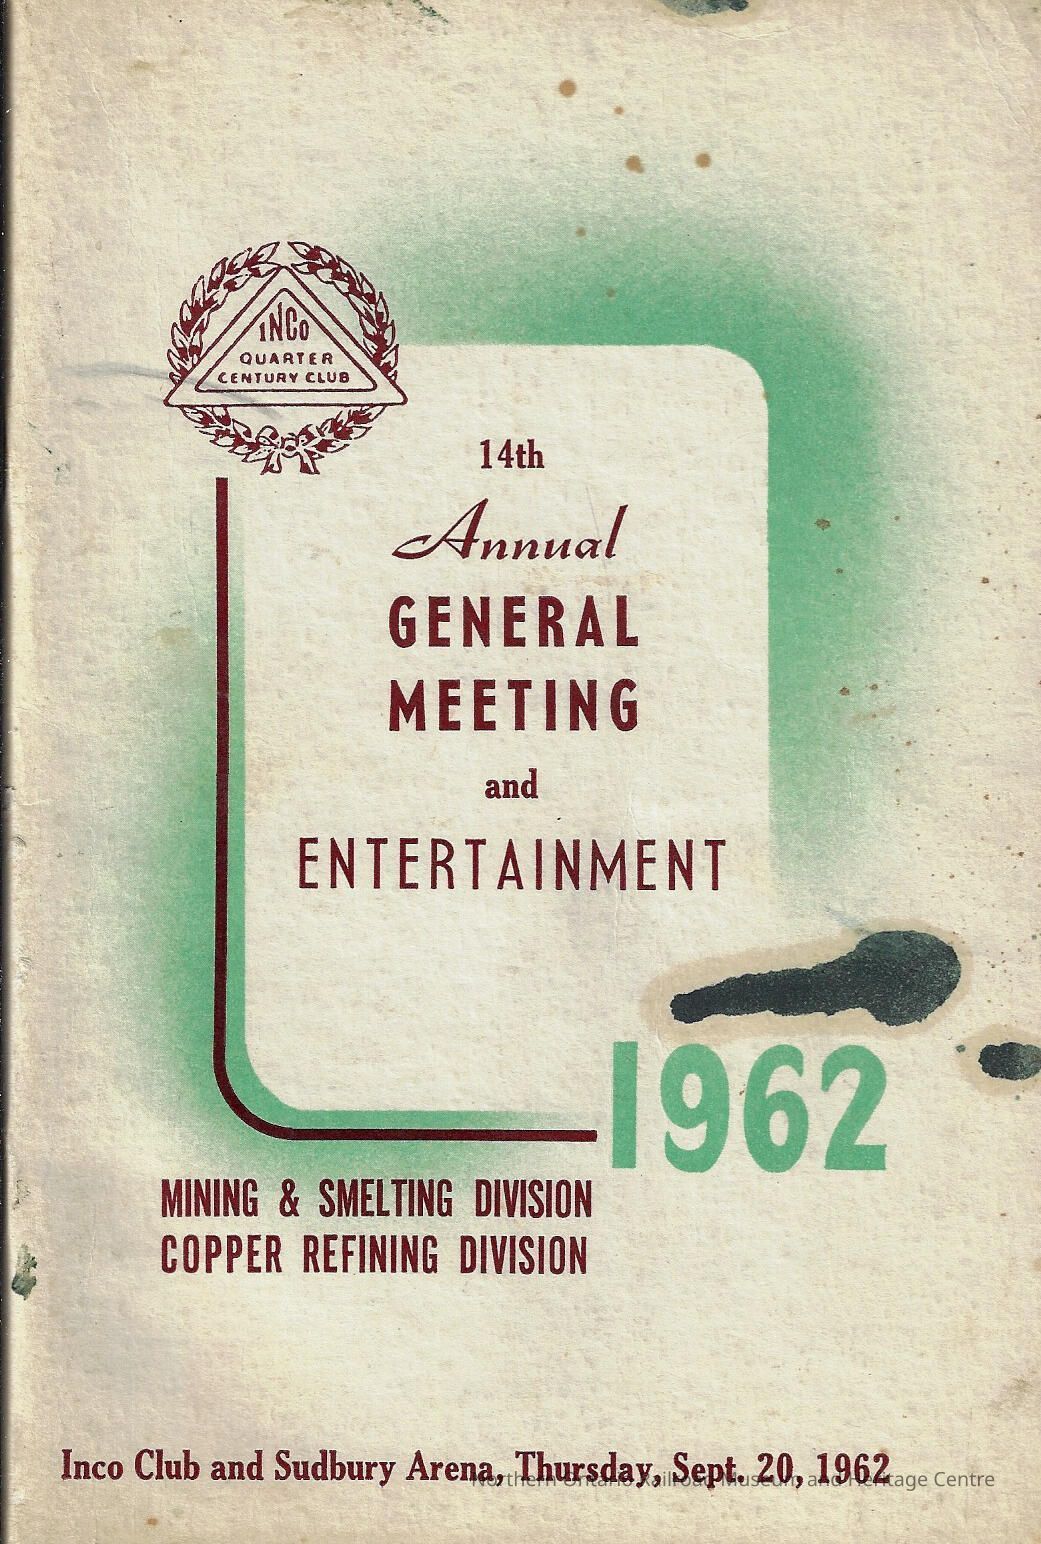 INCO
QUARTER
CENTURY CLUB
14th
Annual
GENERAL
MEETING
and
ENTERTAINMENT
1962
MINING & SMELTING DIVISION
COPPER REFINING DIVISION
Inco Club and Sudbury Arena, Thursday, Sept. 20, 1962
Northern Ontario Railroad Museum and Heritage Centre